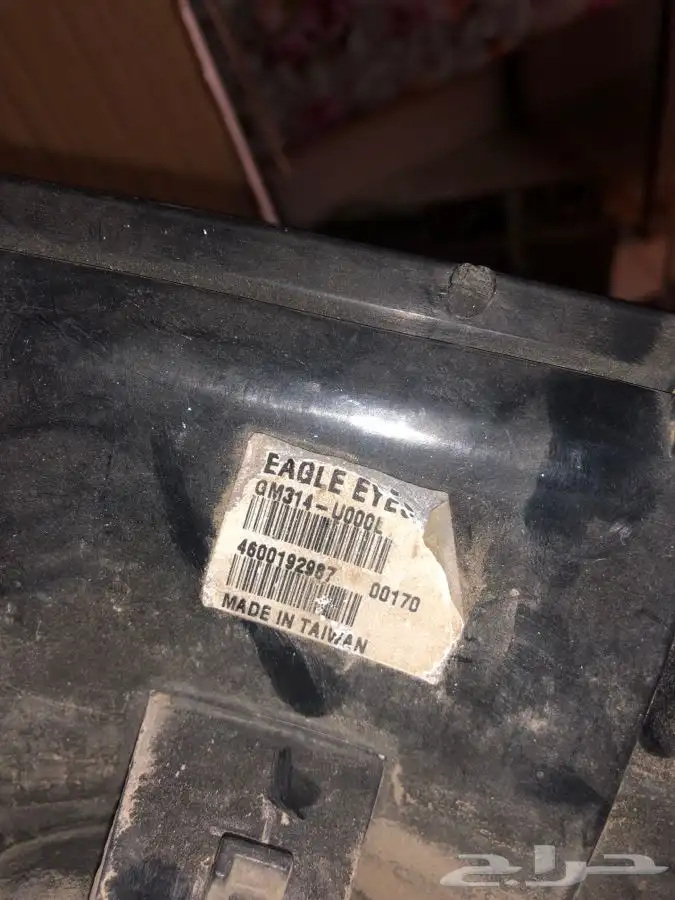 EAGLE EYES
GM314-U000L
4600192987 00170
MADE IN TAIWAN
حراج